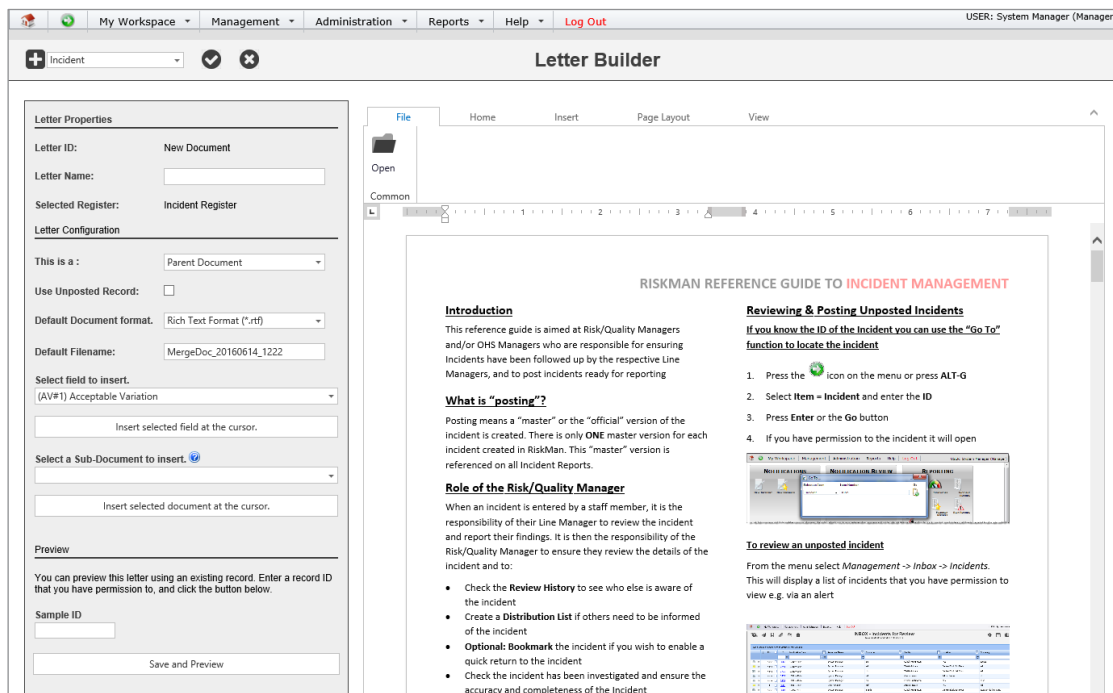 My Workspace Management Administration Reports Help Log Out
USER: System Manager (Manager
Incident
Letter Builder
Letter Properties
Letter ID: New Document
Letter Name:
Selected Register: Incident Register
Letter Configuration
This is a : Parent Document
Use Unposted Record:
Default Document format. Rich Text Format (*.rtf)
Default Filename: MergeDoc_20160614_1222
Select field to insert.
(AV#1) Acceptable Variation
Insert selected field at the cursor.
Select a Sub-Document to insert.
Insert selected document at the cursor.
Preview
You can preview this letter using an existing record. Enter a record ID
that you have permission to, and click the button below.
Sample ID
Save and Preview
File Home Insert Page Layout View
Open
Common
1 2 3 4 5 6 7
RISKMAN REFERENCE GUIDE TO INCIDENT MANAGEMENT
Introduction
This reference guide is aimed at Risk/Quality Managers
and/or OHS Managers who are responsible for ensuring
Incidents have been followed up by the respective Line
Managers, and to post incidents ready for reporting
What is “posting”?
Posting means a “master” or the “official” version of the
incident is created. There is only ONE master version for each
incident created in RiskMan. This “master” version is
referenced on all Incident Reports.
Role of the Risk/Quality Manager
When an incident is entered by a staff member, it is the
responsibility of their Line Manager to review the incident
and report their findings. It is then the responsibility of the
Risk/Quality Manager to ensure they review the details of the
incident and to:
• Check the Review History to see who else is aware of
the incident
• Create a Distribution List if others need to be informed
of the incident
• Optional: Bookmark the incident if you wish to enable a
quick return to the incident
• Check the incident has been investigated and ensure the
accuracy and completeness of the Incident
Reviewing & Posting Unposted Incidents
If you know the ID of the Incident you can use the “Go To”
function to locate the incident
1. Press the icon on the menu or press ALT-G
2. Select Item = Incident and enter the ID
3. Press Enter or the Go button
4. If you have permission to the incident it will open
NOTIFICATIONS NOTIFICATION REVIEW REPORTING
To review an unposted incident
From the menu select Management -> Inbox -> Incidents.
This will display a list of incidents that you have permission to
view e.g. via an alert
INBOX - Incidents for Review